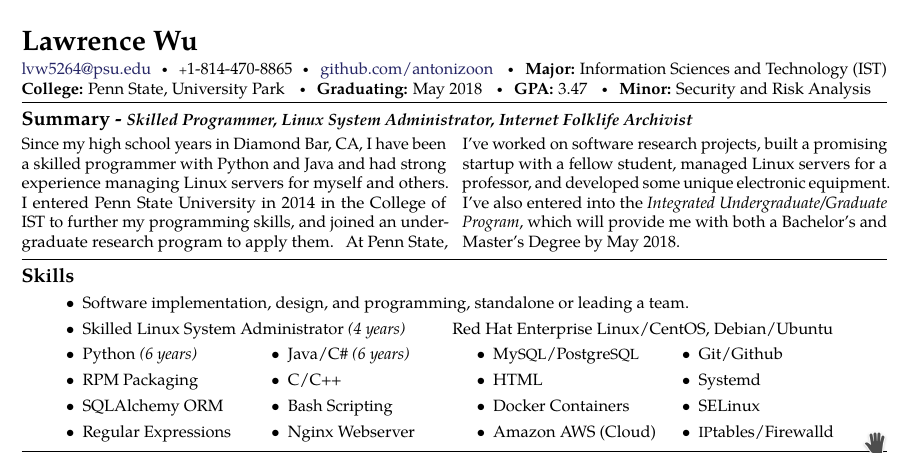 Lawrence Wu
lvw5264@psu.edu • +1-814-470-8865 • github.com/antonizoon • Major: Information Sciences and Technology (IST)
College: Penn State, University Park • Graduating: May 2018 • GPA: 3.47 • Minor: Security and Risk Analysis
Summary - Skilled Programmer, Linux System Administrator, Internet Folklife Archivist
Since my high school years in Diamond Bar, CA, I have been
a skilled programmer with Python and Java and had strong
experience managing Linux servers for myself and others.
I entered Penn State University in 2014 in the College of
IST to further my programming skills, and joined an under-
graduate research program to apply them. At Penn State,
I've worked on software research projects, built a promising
startup with a fellow student, managed Linux servers for a
professor, and developed some unique electronic equipment.
I've also entered into the Integrated Undergraduate/Graduate
Program, which will provide me with both a Bachelor's and
Master's Degree by May 2018.
Skills
• Software implementation, design, and programming, standalone or leading a team.
• Skilled Linux System Administrator (4 years) Red Hat Enterprise Linux/CentOS, Debian/Ubuntu
• Python (6 years) • Java/C# (6 years) • MySQL/PostgreSQL • Git/Github
• RPM Packaging • C/C++ • HTML • Systemd
• SQLAlchemy ORM • Bash Scripting • Docker Containers • SELinux
• Regular Expressions • Nginx Webserver • Amazon AWS (Cloud) • IPtables/Firewalld